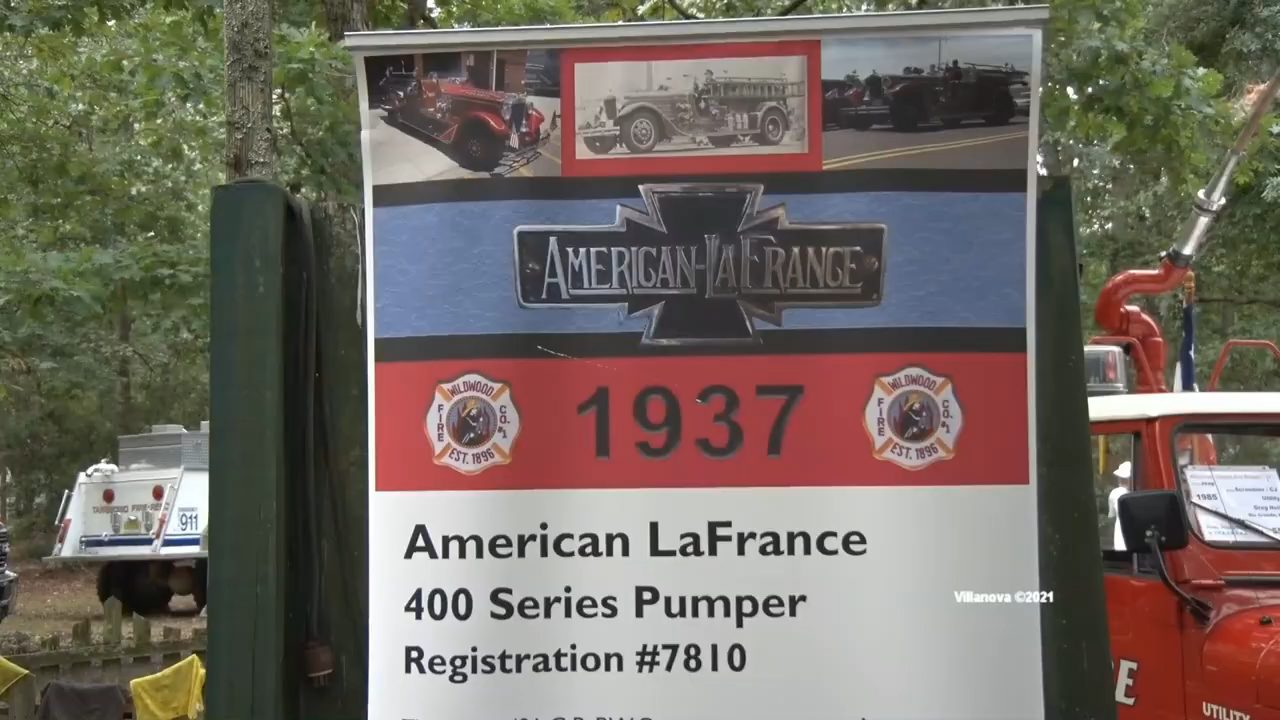 AMERICAN-LAFRANCE
WILDWOOD
FIRE
CO. #1
EST. 1896
1937
WILDWOOD
FIRE
CO. #1
EST. 1896
American LaFrance
400 Series Pumper
Registration #7810
Villanova ©2021
911
1985
UTILITY